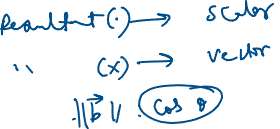 Resultant (·) → scalar
" (×) → vector
·||b⃗|| · cos θ